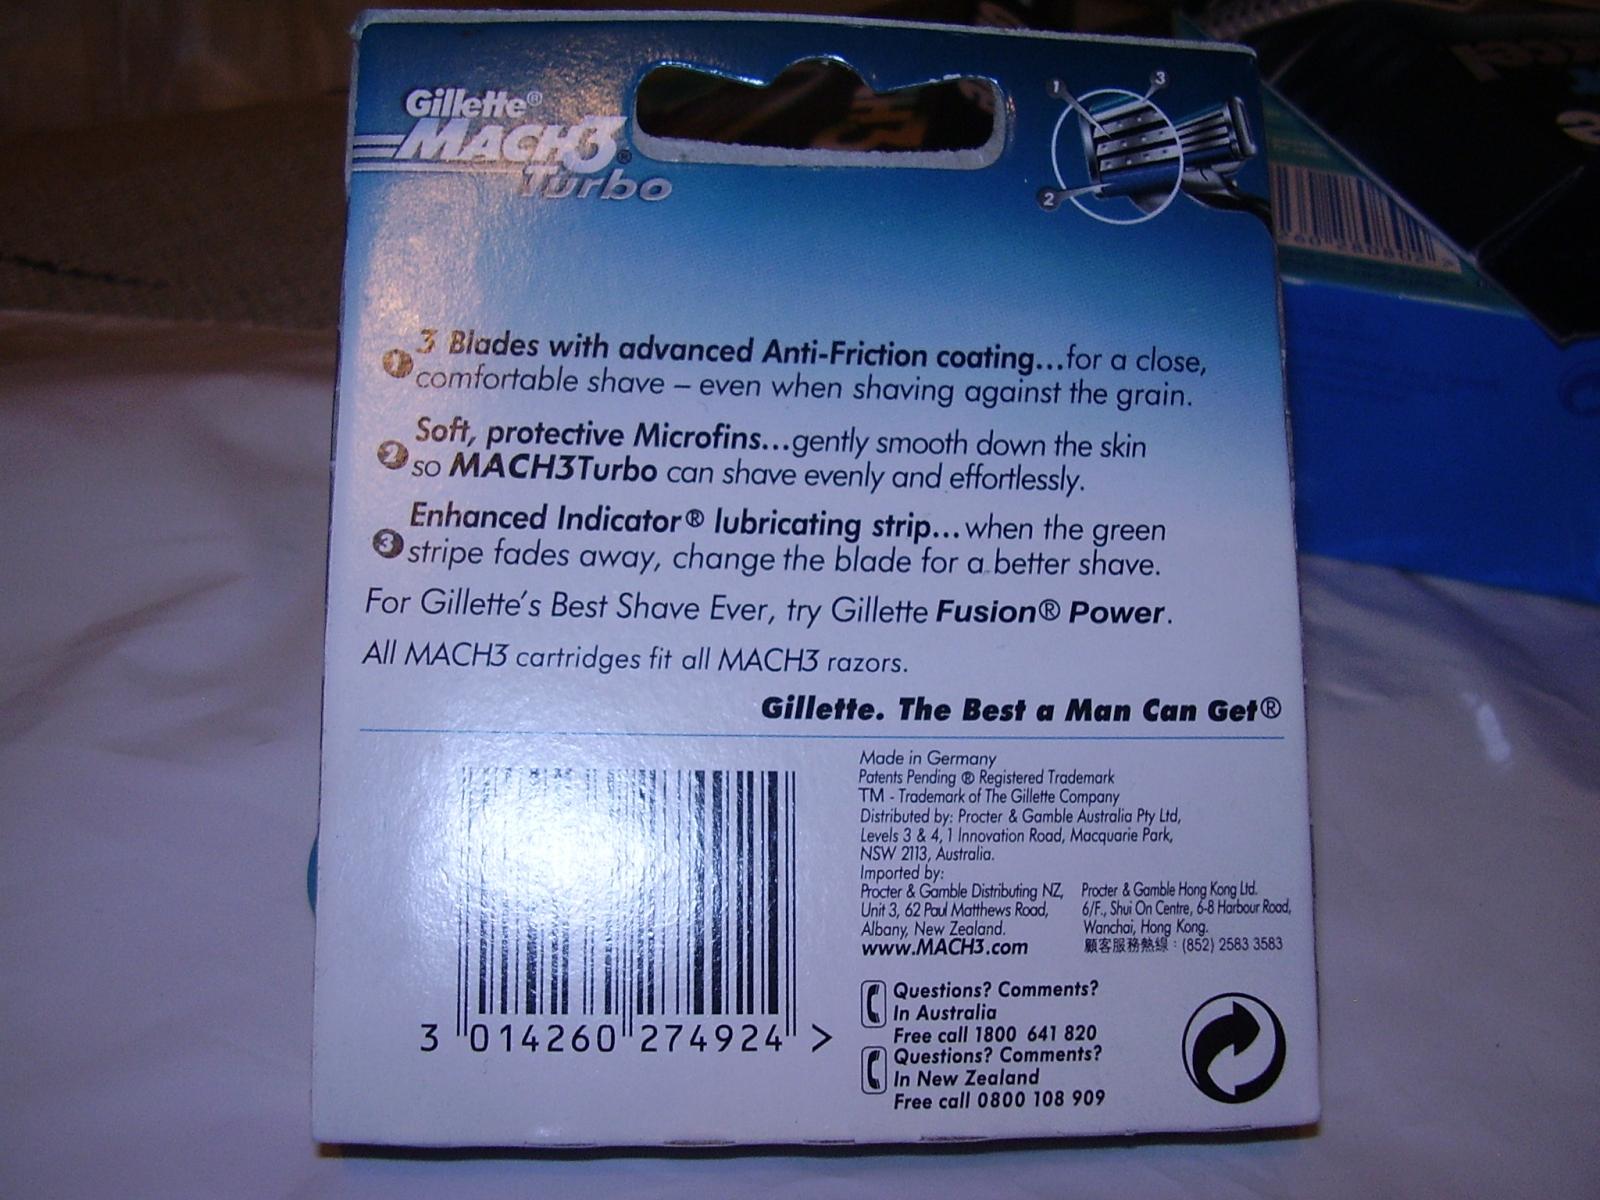 Gillette®
MACH3®
Turbo
1
3
2
1 3 Blades with advanced Anti-Friction coating...for a close,
comfortable shave – even when shaving against the grain.
2 Soft, protective Microfins...gently smooth down the skin
so MACH3Turbo can shave evenly and effortlessly.
3 Enhanced Indicator® lubricating strip...when the green
stripe fades away, change the blade for a better shave.
For Gillette's Best Shave Ever, try Gillette Fusion® Power.
All MACH3 cartridges fit all MACH3 razors.
Gillette. The Best a Man Can Get®
Made in Germany
Patents Pending ® Registered Trademark
TM - Trademark of The Gillette Company
Distributed by: Procter & Gamble Australia Pty Ltd,
Levels 3 & 4, 1 Innovation Road, Macquarie Park,
NSW 2113, Australia.
Imported by:
Procter & Gamble Distributing NZ,
Unit 3, 62 Paul Matthews Road,
Albany, New Zealand.
www.MACH3.com
Procter & Gamble Hong Kong Ltd.
6/F., Shui On Centre, 6-8 Harbour Road,
Wanchai, Hong Kong.
顧客服務熱線：(852) 2583 3583
Questions? Comments?
In Australia
Free call 1800 641 820
Questions? Comments?
In New Zealand
Free call 0800 108 909
3 014260 274924 >